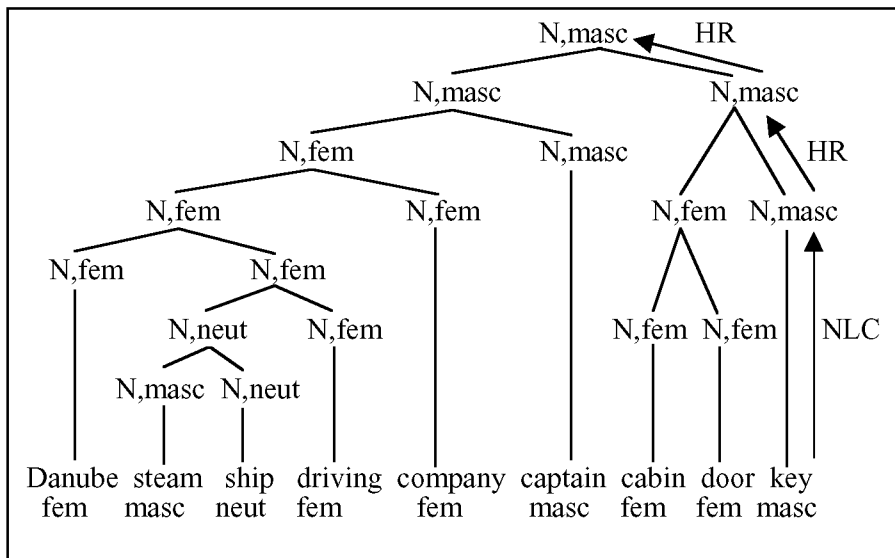 N,masc HR
N,masc N,masc
N,fem N,masc HR
N,fem N,fem N,fem N,masc
N,fem N,fem
N,neut N,fem N,fem N,fem NLC
N,masc N,neut
Danube steam ship driving company captain cabin door key
fem masc neut fem fem masc fem fem masc